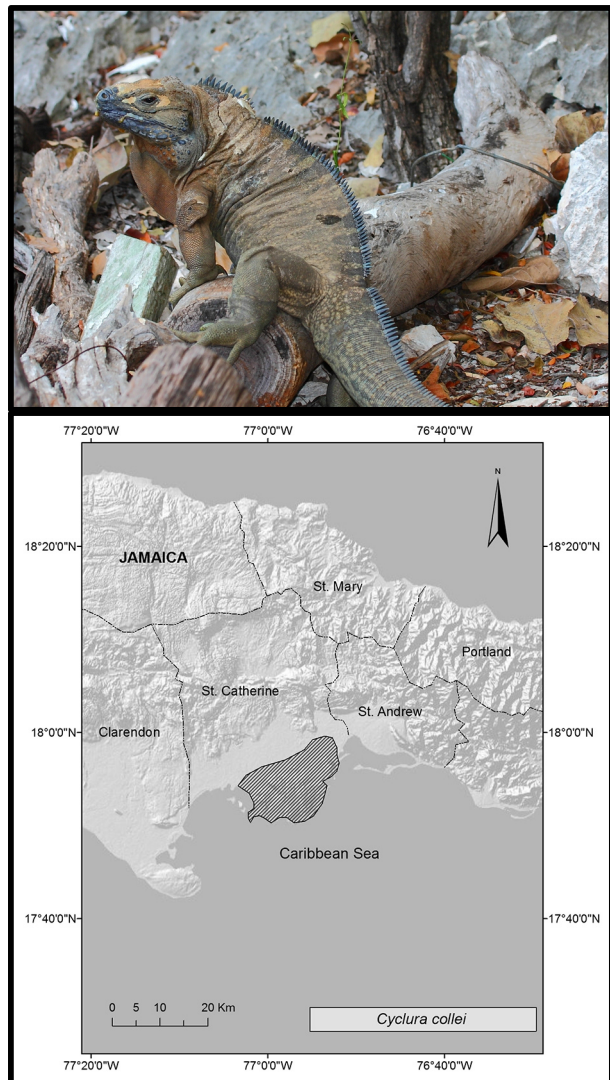 77°20'0"W 77°0'0"W 76°40'0"W
N
18°20'0"N 18°20'0"N
JAMAICA
St. Mary
Portland
St. Catherine
St. Andrew
Clarendon
18°0'0"N 18°0'0"N
Caribbean Sea
17°40'0"N 17°40'0"N
0 5 10 20 Km
Cyclura collei
77°20'0"W 77°0'0"W 76°40'0"W